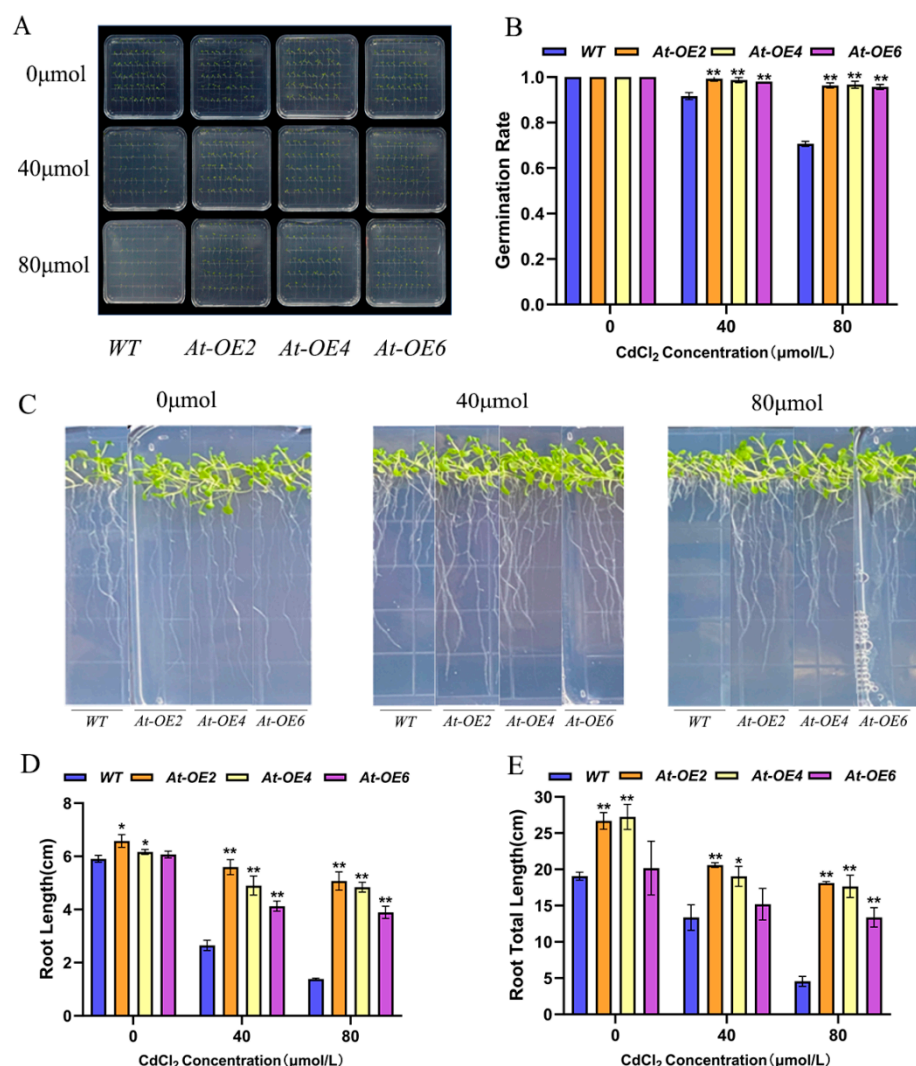 A
0μmol
40μmol
80μmol
WT At-OE2 At-OE4 At-OE6
B
WT At-OE2 At-OE4 At-OE6
Germination Rate
1.0
0.8
0.6
0.4
0.2
0.0
** ** **
** ** **
0 40 80
CdCl₂ Concentration(μmol/L)
C
0μmol 40μmol 80μmol
WT At-OE2 At-OE4 At-OE6
WT At-OE2 At-OE4 At-OE6
WT At-OE2 At-OE4 At-OE6
D
WT At-OE2 At-OE4 At-OE6
Root Length(cm)
8
6
4
2
0
* *
** ** **
** ** **
0 40 80
CdCl₂ Concentration(μmol/L)
E
WT At-OE2 At-OE4 At-OE6
Root Total Length(cm)
30
25
20
15
10
5
0
** **
** *
** ** **
0 40 80
CdCl₂ Concentration(μmol/L)